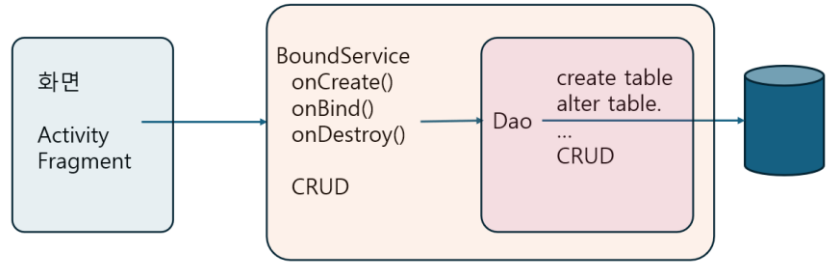 화면
Activity
Fragment
BoundService
onCreate()
onBind()
onDestroy()
CRUD
Dao
create table
alter table.
...
CRUD